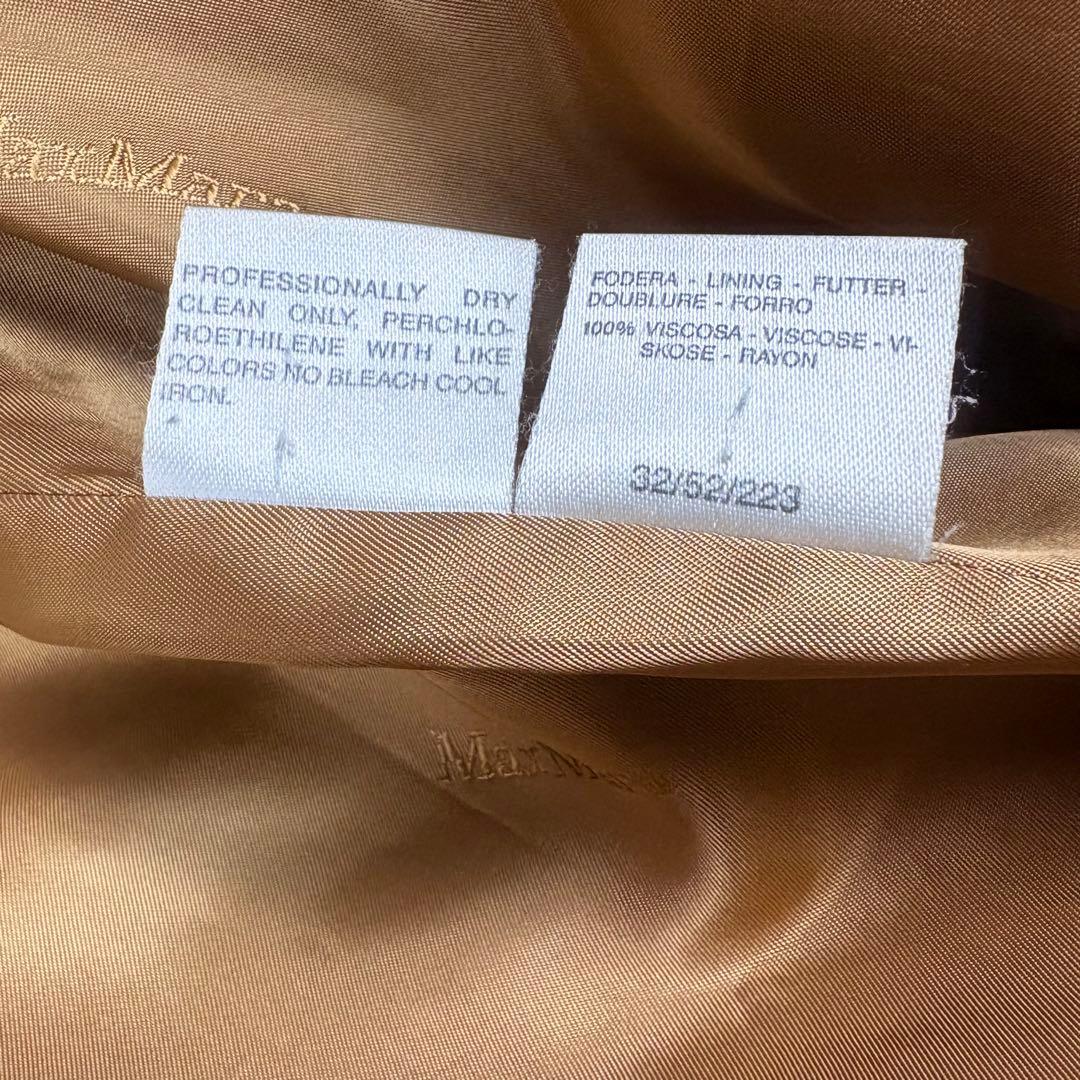 MaxMara
PROFESSIONALLY DRY
CLEAN ONLY, PERCHLO-
ROETHILENE WITH LIKE
COLORS NO BLEACH COOL
IRON.
FODERA - LINING - FUTTER -
DOUBLURE - FORRO
100% VISCOSA - VISCOSE - VI-
SKOSE - RAYON
32/52/223
MaxMara